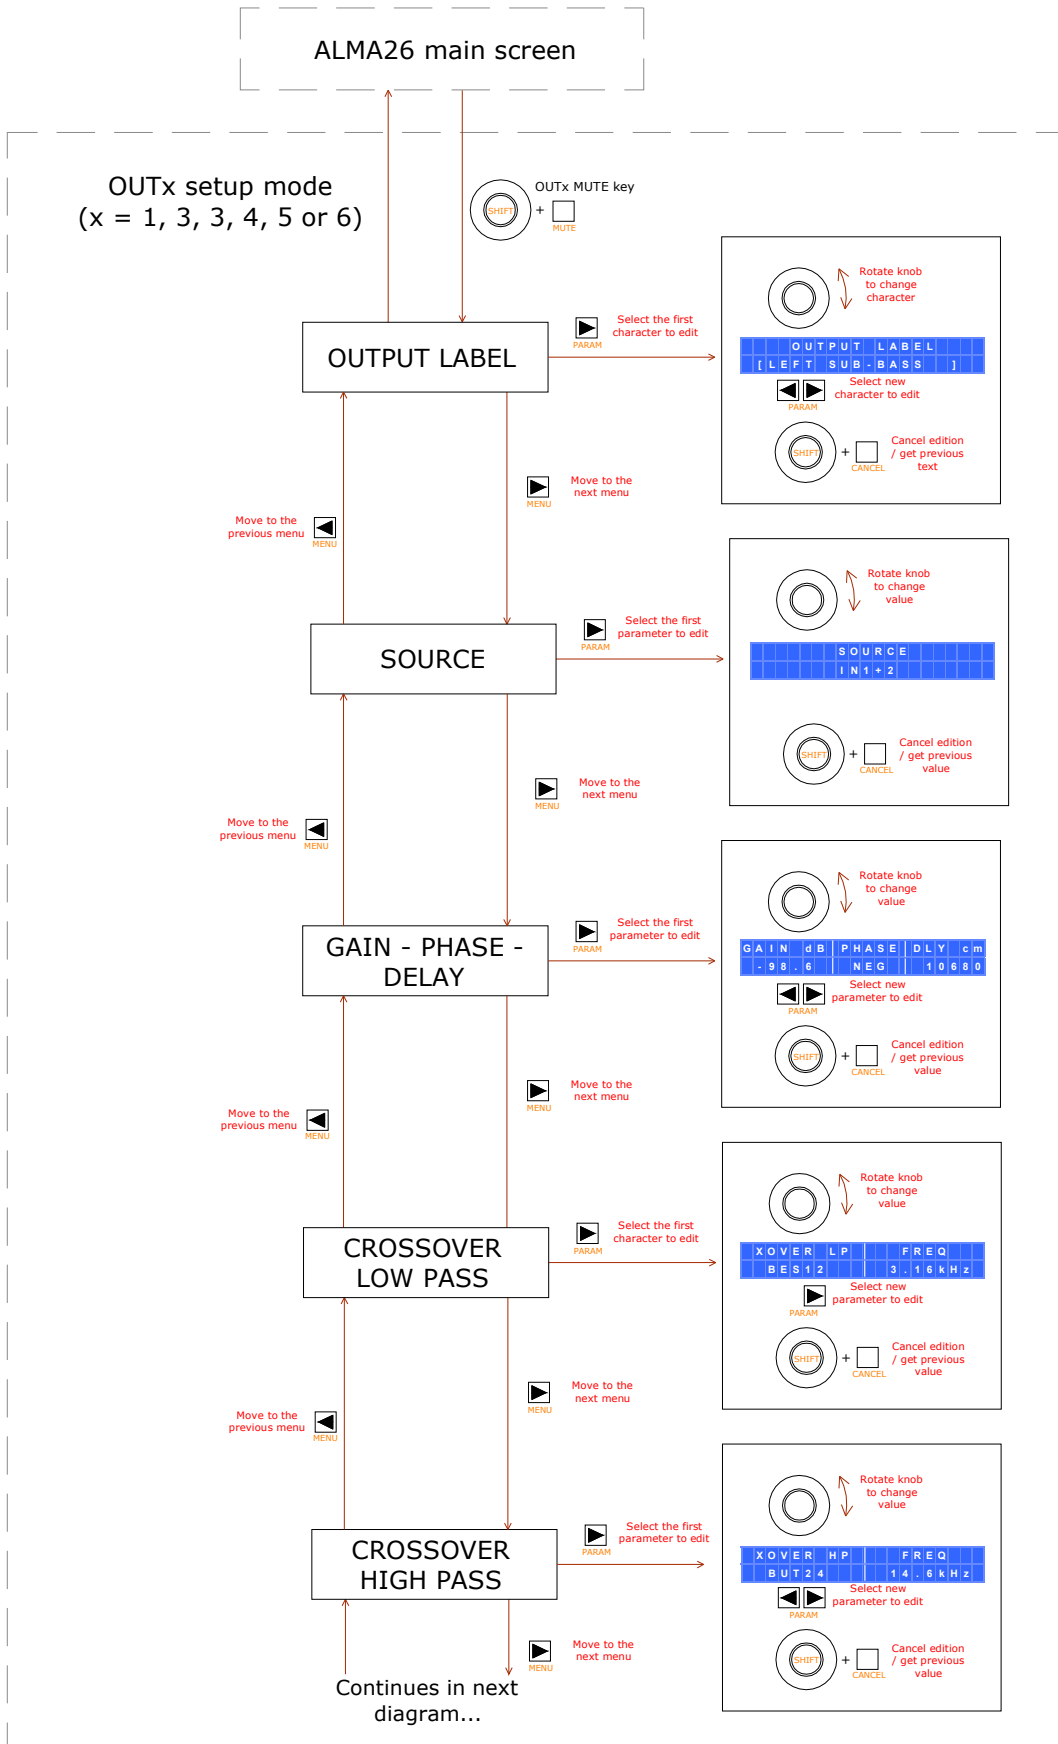 ALMA26 main screen
OUTx setup mode
(x = 1, 3, 3, 4, 5 or 6)
OUTx MUTE key
SHIFT
+
MUTE
OUTPUT LABEL
Select the first
character to edit
PARAM
Rotate knob
to change
character
OUTPUT LABEL
[LEFT SUB-BASS ]
Select new
character to edit
PARAM
SHIFT
+
CANCEL
Cancel edition
/ get previous
text
Move to the
next menu
MENU
Move to the
previous menu
MENU
SOURCE
Select the first
parameter to edit
PARAM
Rotate knob
to change
value
SOURCE
IN1+2
SHIFT
+
CANCEL
Cancel edition
/ get previous
value
Move to the
next menu
MENU
Move to the
previous menu
MENU
GAIN - PHASE -
DELAY
Select the first
parameter to edit
PARAM
Rotate knob
to change
value
GAIN dB PHASE DLY cm
-98.6 NEG 10680
Select new
parameter to edit
PARAM
SHIFT
+
CANCEL
Cancel edition
/ get previous
value
Move to the
next menu
MENU
Move to the
previous menu
MENU
CROSSOVER
LOW PASS
Select the first
character to edit
PARAM
Rotate knob
to change
value
XOVER LP FREQ
BES12 3.16kHz
Select new
parameter to edit
PARAM
SHIFT
+
CANCEL
Cancel edition
/ get previous
value
Move to the
next menu
MENU
Move to the
previous menu
MENU
CROSSOVER
HIGH PASS
Select the first
parameter to edit
PARAM
Rotate knob
to change
value
XOVER HP FREQ
BUT24 14.6kHz
Select new
parameter to edit
PARAM
SHIFT
+
CANCEL
Cancel edition
/ get previous
value
Move to the
next menu
MENU
Continues in next
diagram...